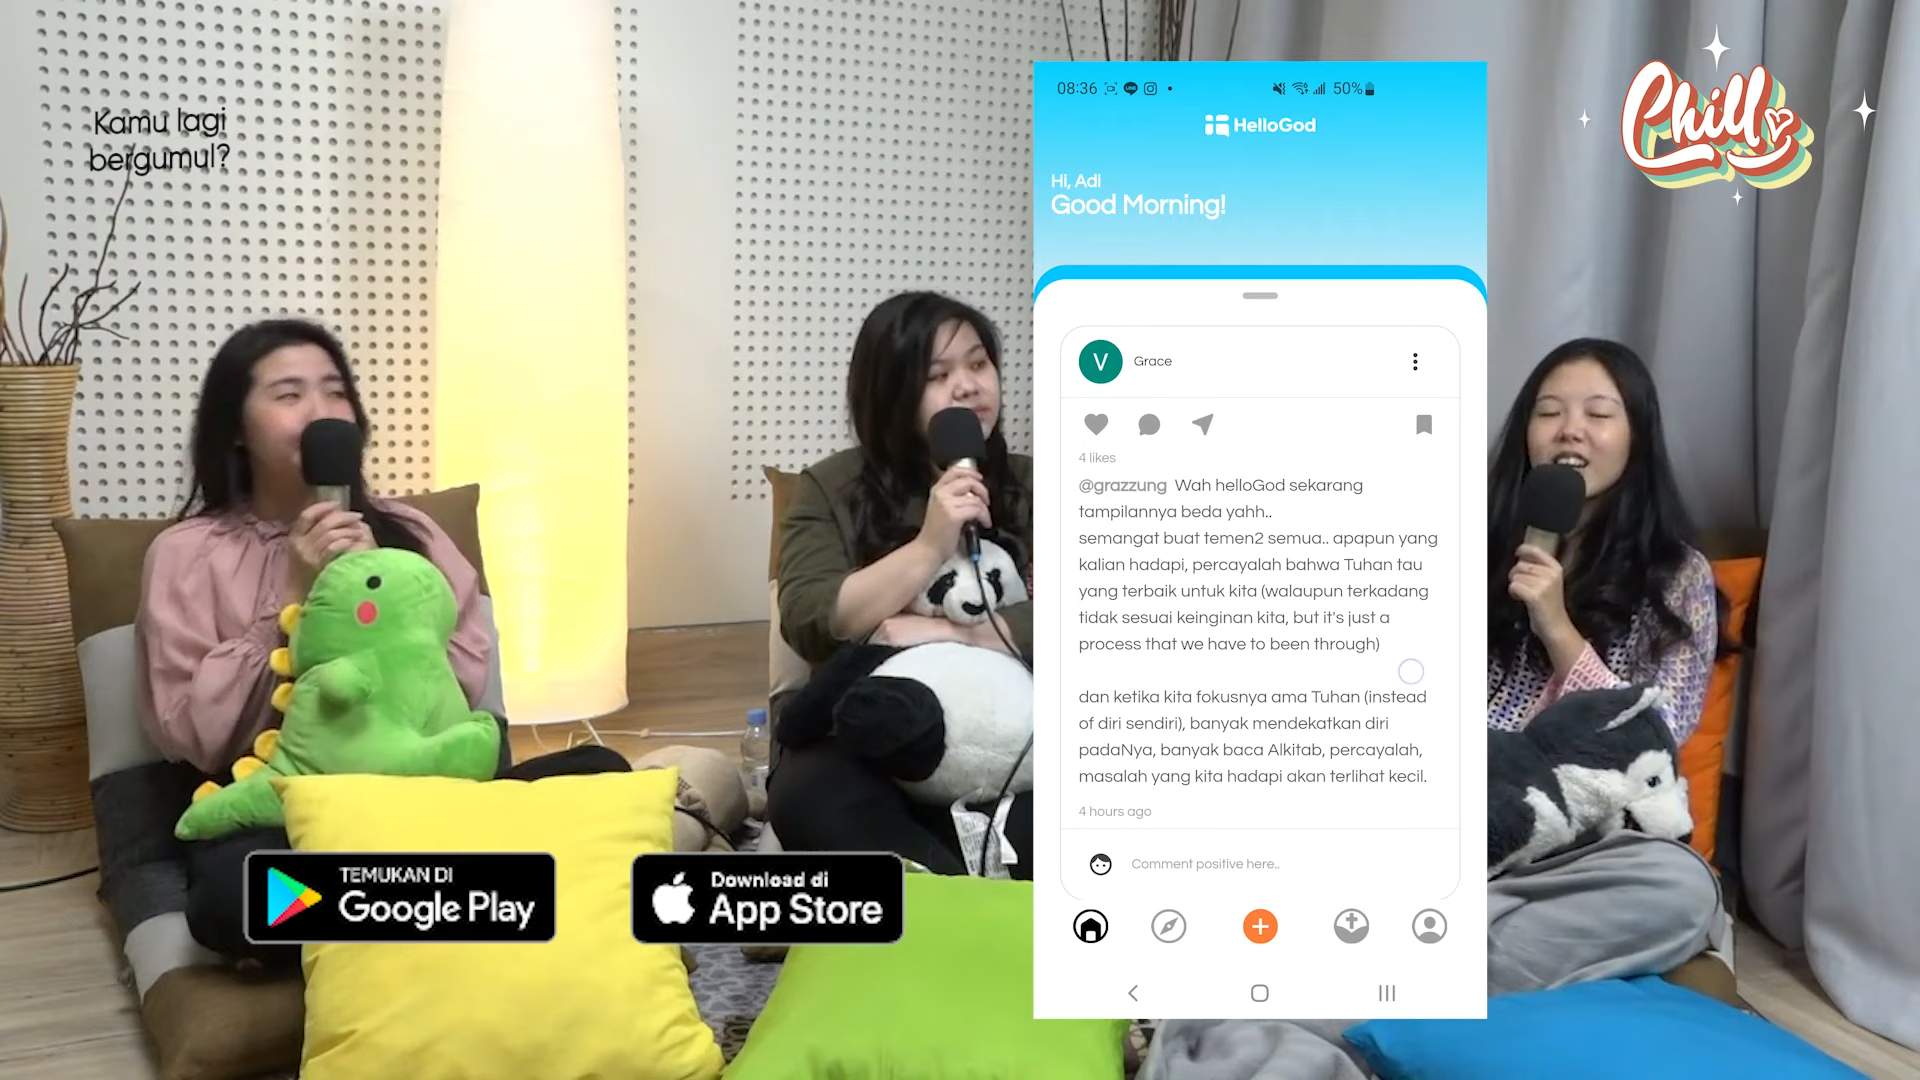 Kamu lagi
bergumul?
Chill
08:36
50%
HelloGod
Hi, Adi
Good Morning!
V
Grace
4 likes
@grazzung Wah helloGod sekarang
tampilannya beda yahh..
semangat buat temen2 semua.. apapun yang
kalian hadapi, percayalah bahwa Tuhan tau
yang terbaik untuk kita (walaupun terkadang
tidak sesuai keinginan kita, but it's just a
process that we have to been through)
dan ketika kita fokusnya ama Tuhan (instead
of diri sendiri), banyak mendekatkan diri
padaNya, banyak baca Alkitab, percayalah,
masalah yang kita hadapi akan terlihat kecil.
4 hours ago
Comment positive here..
TEMUKAN DI
Google Play
Download di
App Store